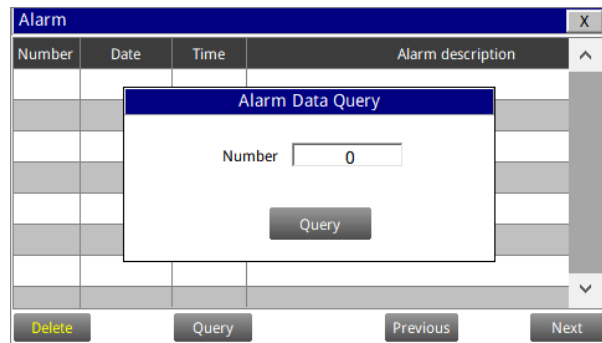 Alarm X
Number Date Time Alarm description
Alarm Data Query
Number 0
Query
Delete Query Previous Next